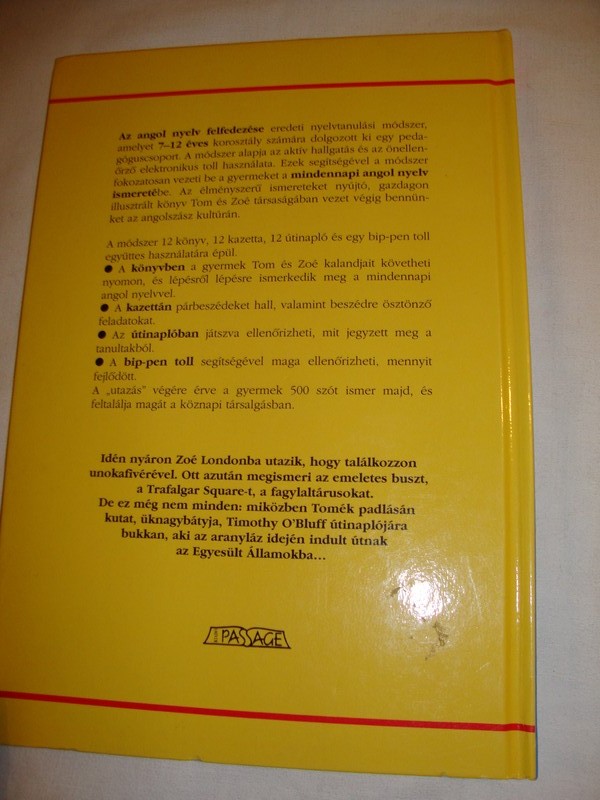 Az angol nyelv felfedezése eredeti nyelvtanulási módszer,
amelyet 7–12 éves korosztály számára dolgozott ki egy peda-
góguscsoport. A módszer alapja az aktív hallgatás és az önellen-
őrző elektronikus toll használata. Ezek segítségével a módszer
fokozatosan vezeti be a gyermeket a mindennapi angol nyelv
ismeretébe. Az élményszerű ismereteket nyújtó, gazdagon
illusztrált könyv Tom és Zoé társaságában vezet végig bennün-
ket az angolszász kultúrán.
A módszer 12 könyv, 12 kazetta, 12 útinapló és egy bip-pen toll
együttes használatára épül.
● A könyvben a gyermek Tom és Zoé kalandjait követheti
nyomon, és lépésről lépésre ismerkedik meg a mindennapi
angol nyelvvel.
● A kazettán párbeszédeket hall, valamint beszédre ösztönző
feladatokat.
● Az útinaplóban játszva ellenőrizheti, mit jegyzett meg a
tanultakból.
● A bip-pen toll segítségével maga ellenőrizheti, mennyit
fejlődött.
A „utazás” végére érve a gyermek 500 szót ismer majd, és
feltalálja magát a köznapi társalgásban.
Idén nyáron Zoé Londonba utazik, hogy találkozzon
unokafivérével. Ott azután megismeri az emeletes buszt,
a Trafalgar Square-t, a fagylaltárusokat.
De ez még nem minden: miközben Tomék padlásán
kutat, üknagybátyja, Timothy O'Bluff útinaplójára
bukkan, aki az aranyláz idején indult útnak
az Egyesült Államokba...
PASSAGE